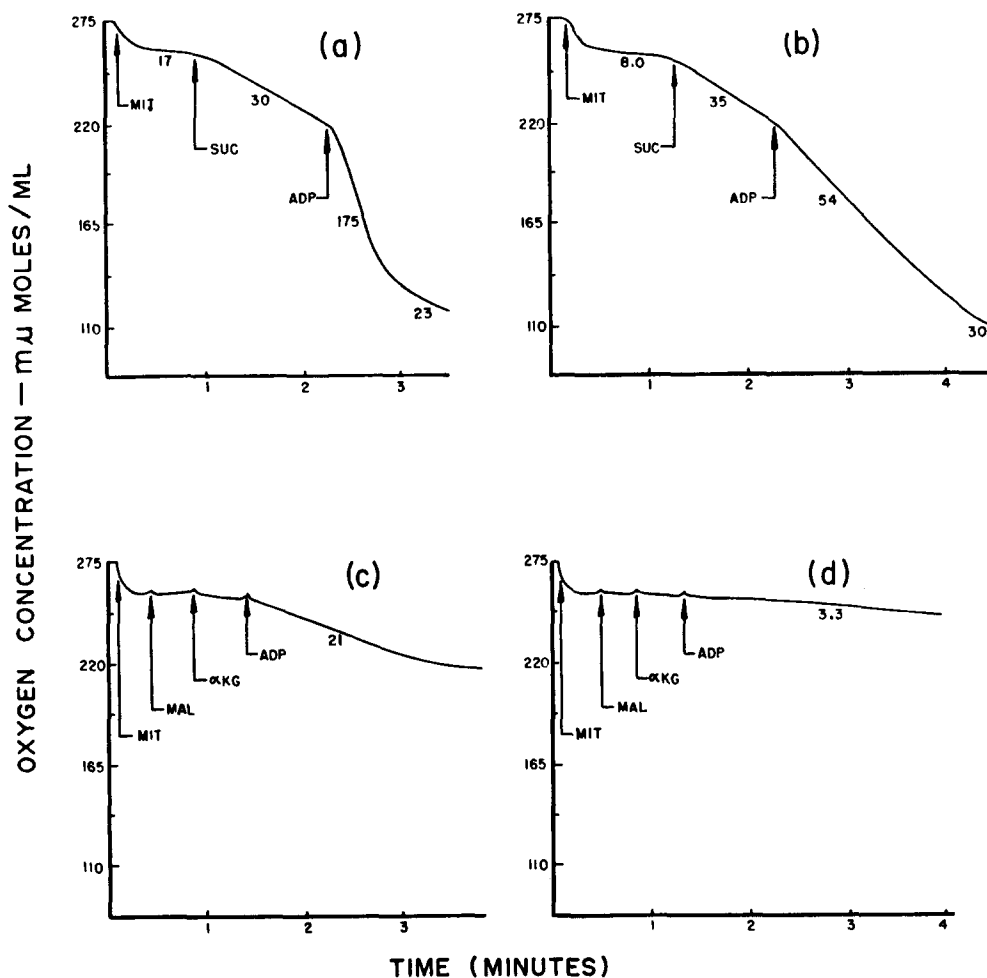 OXYGEN CONCENTRATION — mµ MOLES/ML
(a)
275
220
165
110
17
30
175
23
MIT
SUC
ADP
1
2
3
(b)
275
220
165
110
8.0
35
54
30
MIT
SUC
ADP
1
2
3
4
(c)
275
220
165
110
21
MIT
MAL
αKG
ADP
1
2
3
(d)
275
220
165
110
3.3
MIT
MAL
αKG
ADP
1
2
3
4
TIME (MINUTES)